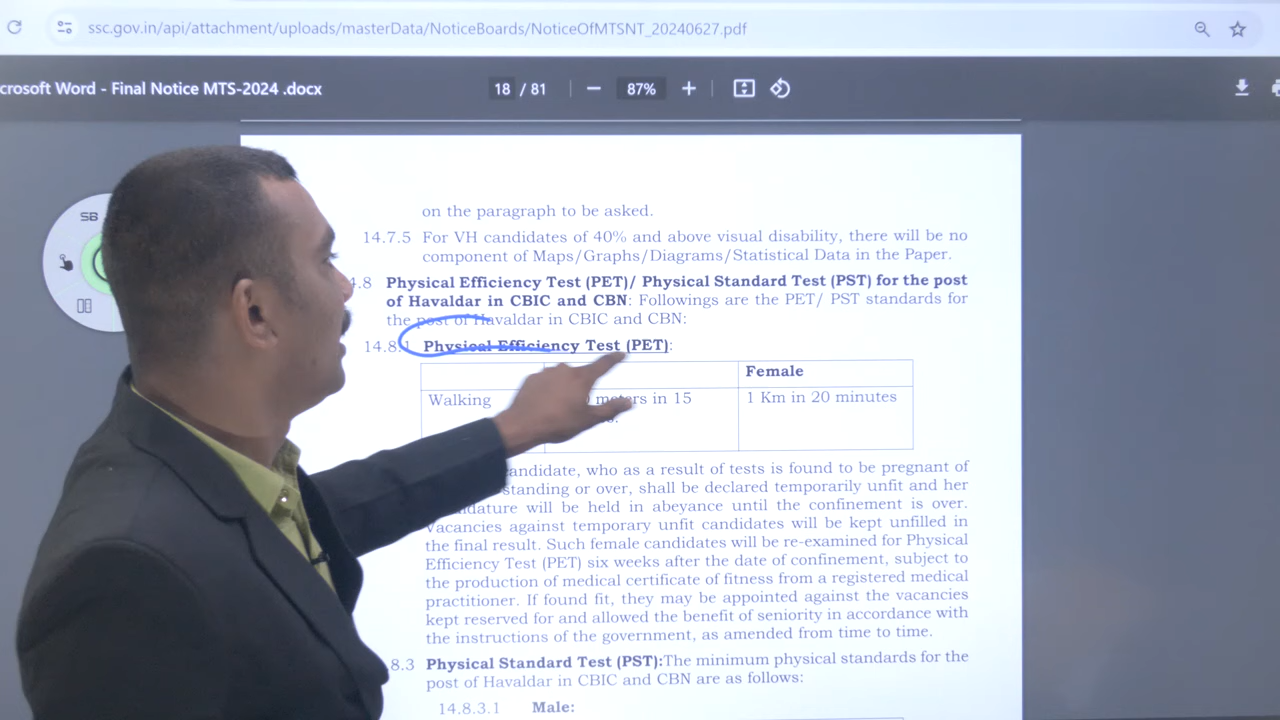 ssc.gov.in/api/attachment/uploads/masterData/NoticeBoards/NoticeOfMTSNT_20240627.pdf
crosoft Word - Final Notice MTS-2024 .docx
18 / 81
87%
SB
on the paragraph to be asked.
14.7.5 For VH candidates of 40% and above visual disability, there will be no
component of Maps/Graphs/Diagrams/Statistical Data in the Paper.
4.8 Physical Efficiency Test (PET)/ Physical Standard Test (PST) for the post
of Havaldar in CBIC and CBN: Followings are the PET/ PST standards for
the post of Havaldar in CBIC and CBN:
14.8.1 Physical Efficiency Test (PET):
Female
Walking meters in 15 1 Km in 20 minutes
andidate, who as a result of tests is found to be pregnant of
standing or over, shall be declared temporarily unfit and her
dature will be held in abeyance until the confinement is over.
Vacancies against temporary unfit candidates will be kept unfilled in
the final result. Such female candidates will be re-examined for Physical
Efficiency Test (PET) six weeks after the date of confinement, subject to
the production of medical certificate of fitness from a registered medical
practitioner. If found fit, they may be appointed against the vacancies
kept reserved for and allowed the benefit of seniority in accordance with
the instructions of the government, as amended from time to time.
8.3 Physical Standard Test (PST):The minimum physical standards for the
post of Havaldar in CBIC and CBN are as follows:
14.8.3.1 Male: